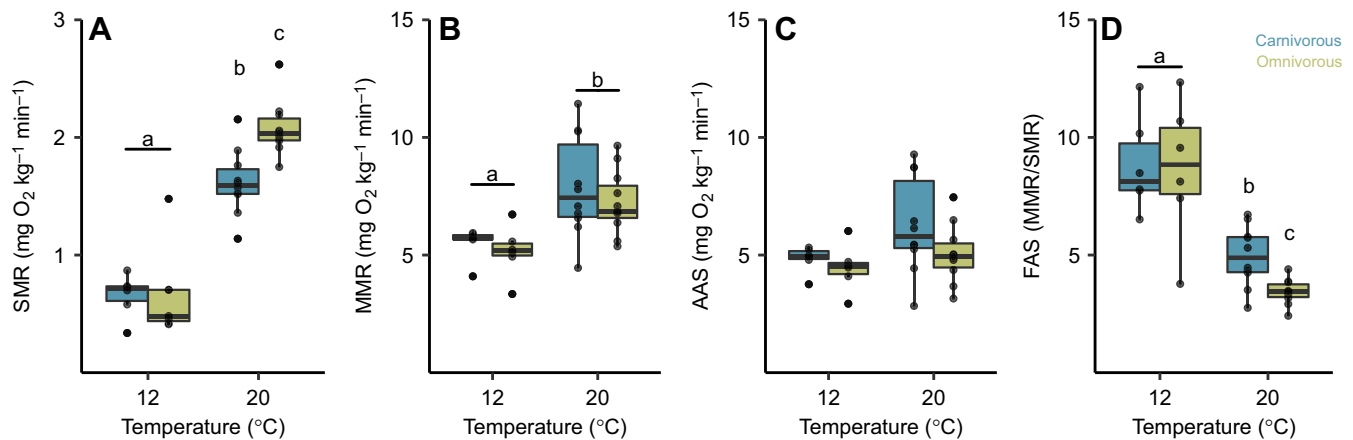 A
SMR (mg O₂ kg⁻¹ min⁻¹)
3
2
1
a
b
c
12
20
Temperature (°C)
B
MMR (mg O₂ kg⁻¹ min⁻¹)
15
10
5
a
b
12
20
Temperature (°C)
C
AAS (mg O₂ kg⁻¹ min⁻¹)
15
10
5
12
20
Temperature (°C)
D
FAS (MMR/SMR)
15
10
5
a
b
c
Carnivorous
Omnivorous
12
20
Temperature (°C)